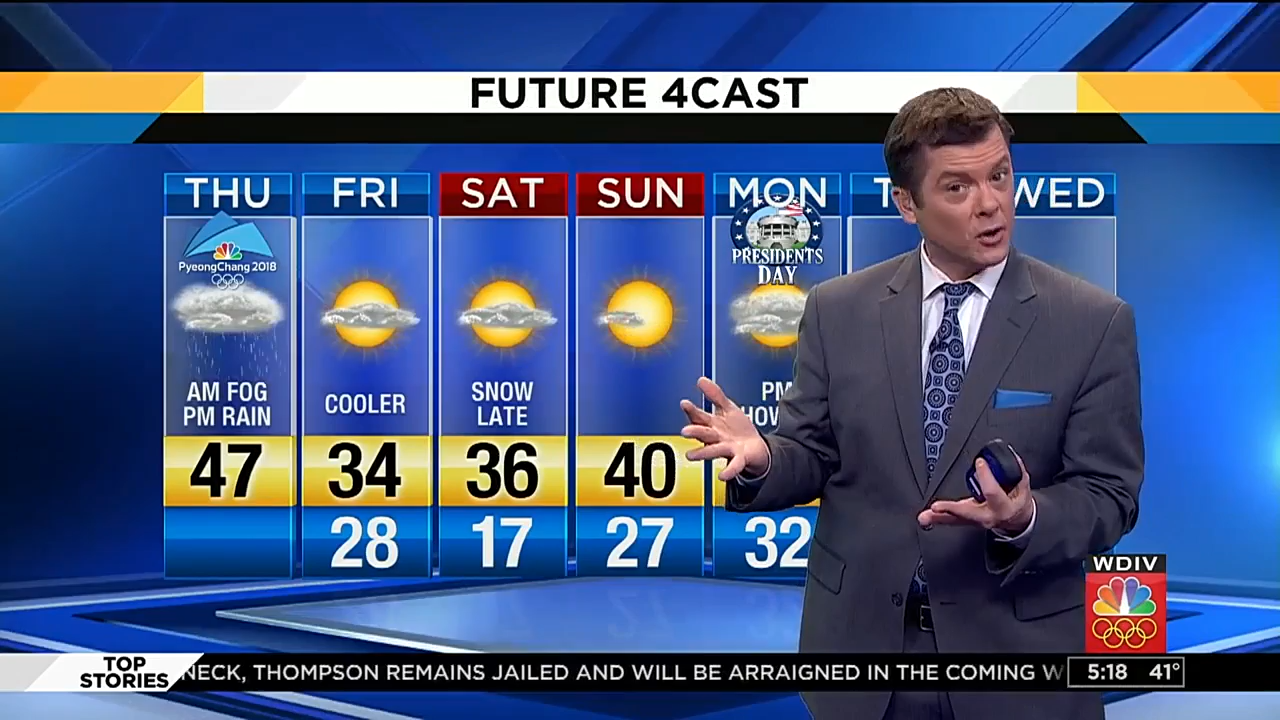 FUTURE 4CAST
THU
FRI
SAT
SUN
MON
WED
PyeongChang 2018
PRESIDENTS
DAY
AM FOG
PM RAIN
COOLER
SNOW
LATE
PM
47
34
36
40
28
17
27
32
WDIV
TOP
STORIES
NECK, THOMPSON REMAINS JAILED AND WILL BE ARRAIGNED IN THE COMING W
5:18 41°